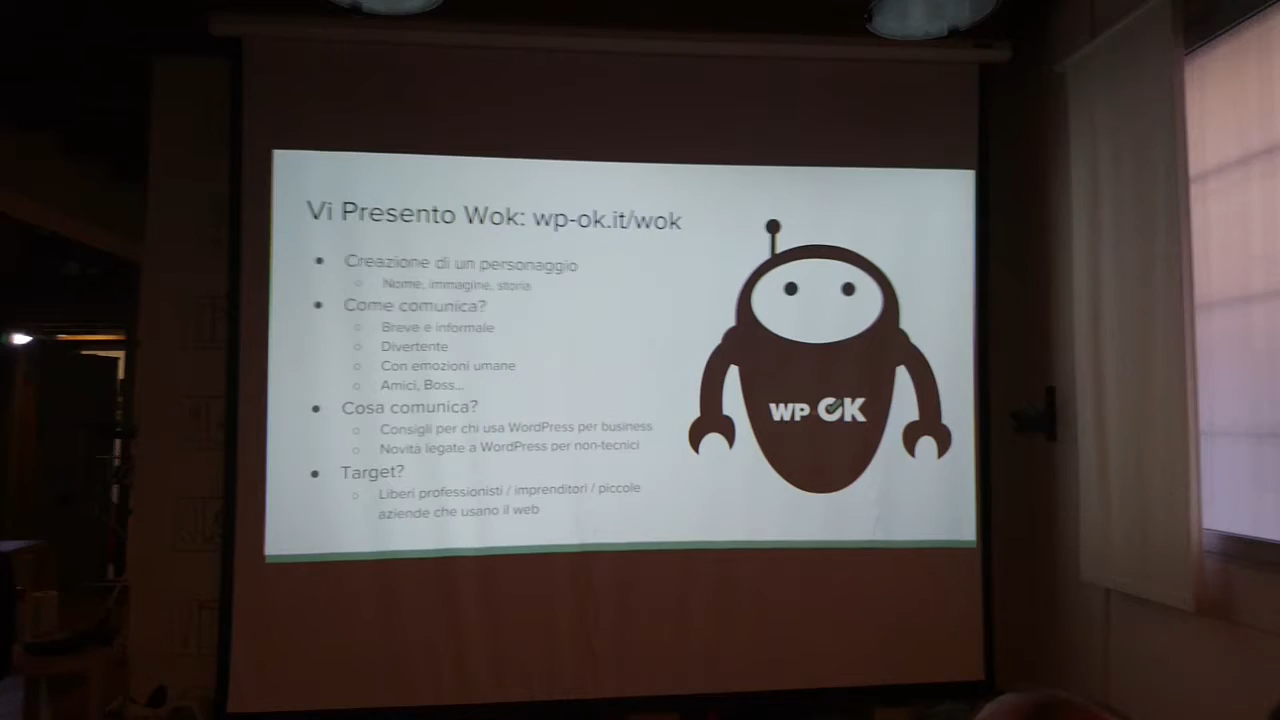 Vi Presento Wok: wp-ok.it/wok
Creazione di un personaggio
Nome, immagine, storia
Come comunica?
Breve e informale
Divertente
Con emozioni umane
Amici, Boss...
Cosa comunica?
Consigli per chi usa WordPress per business
Novità legate a WordPress per non-tecnici
Target?
Liberi professionisti / imprenditori / piccole
aziende che usano il web
WP OK